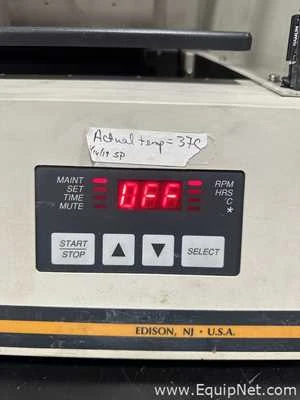 Actual temp = 37C
1/4/19 SP
MAINT
SET
TIME
MUTE
OFF
RPM
HRS
°C
*
START/
STOP
SELECT
EDISON, NJ • U.S.A.
www.EquipNet.com